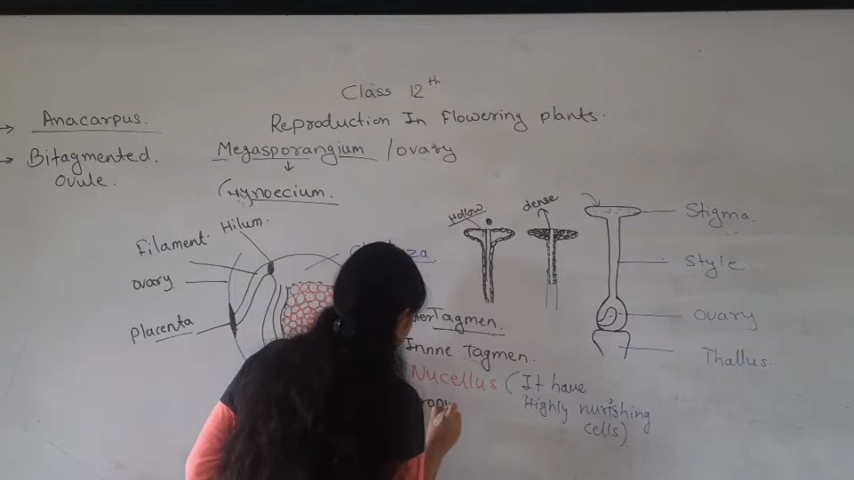 Class 12th
Reproduction In Flowering plants.
Anacarpus.
Bitagmented.
Ovule.
Megasporangium / ovary
Gynoecium.
Hilum.
Filament.
ovary
Placenta
Hollow
dense
Stigma.
Style
Ovary
Thallus
Tagmen.
Innne Tagmen.
Nucellus (It have
Highly nurishing
cells)